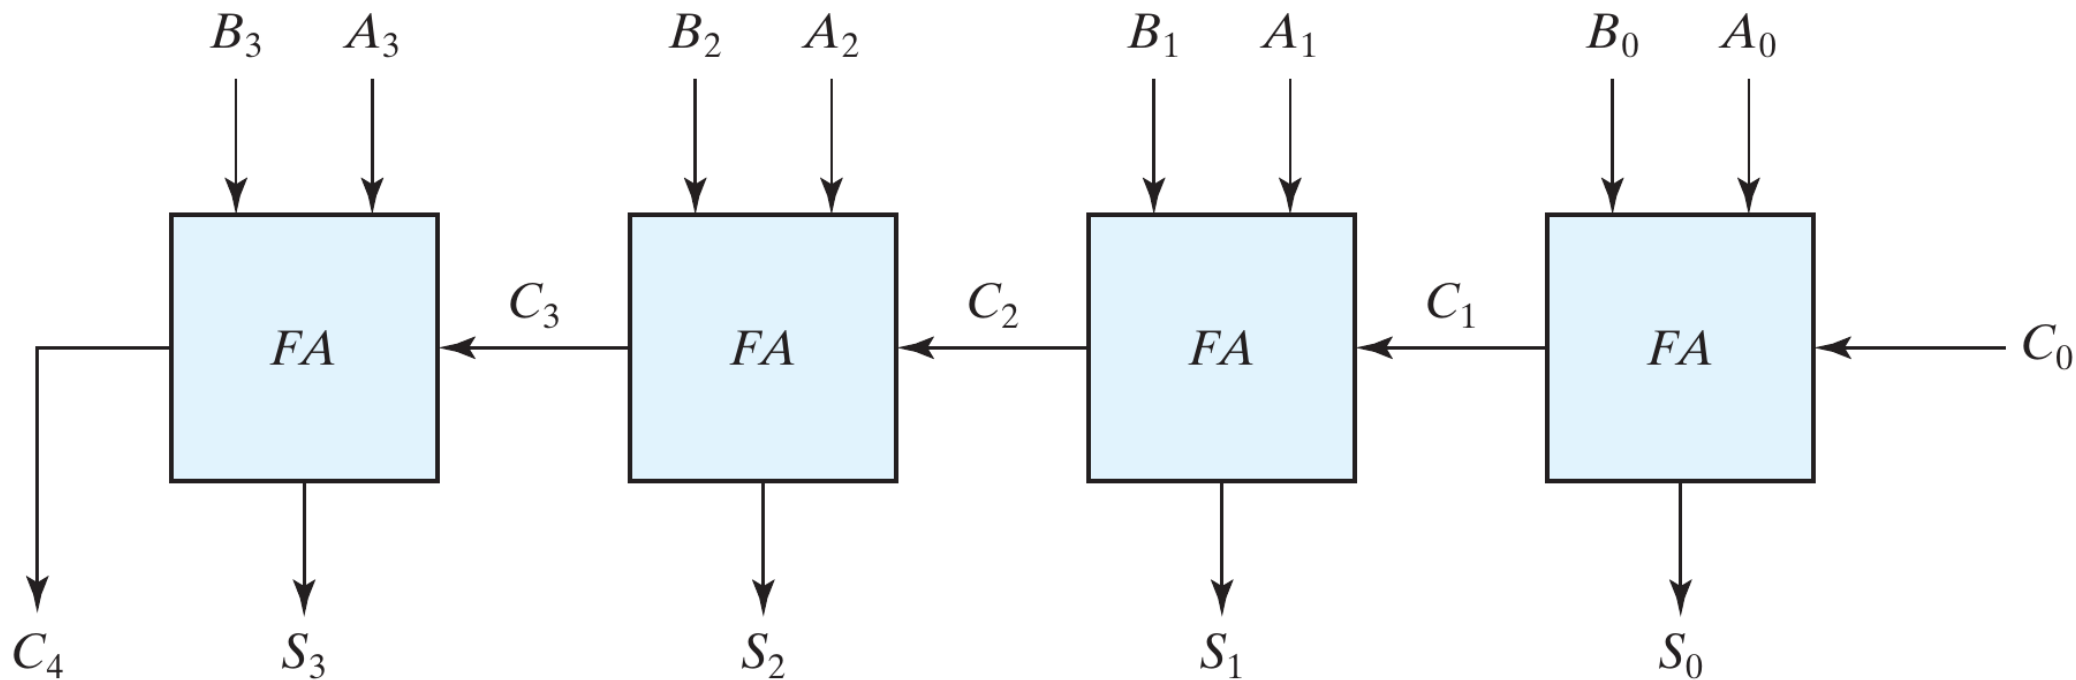 B₃ A₃ B₂ A₂ B₁ A₁ B₀ A₀
C₃ C₂ C₁
FA FA FA FA C₀
C₄ S₃ S₂ S₁ S₀